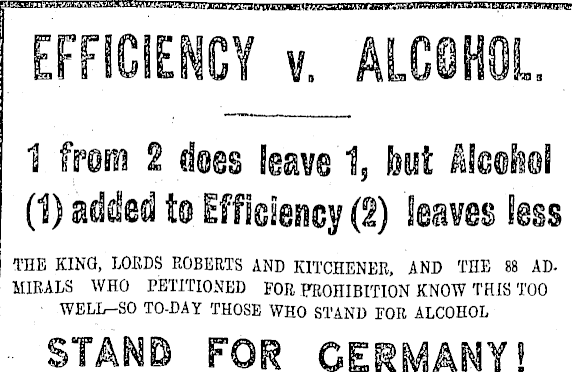 EFFICIENCY v. ALCOHOL.
1 from 2 does leave 1, but Alcohol
(1) added to Efficiency (2) leaves less
THE KING, LORDS ROBERTS AND KITCHENER, AND THE 88 AD-
MIRALS WHO PETITIONED FOR PROHIBITION KNOW THIS TOO
WELL—SO TO-DAY THOSE WHO STAND FOR ALCOHOL
STAND FOR GERMANY!